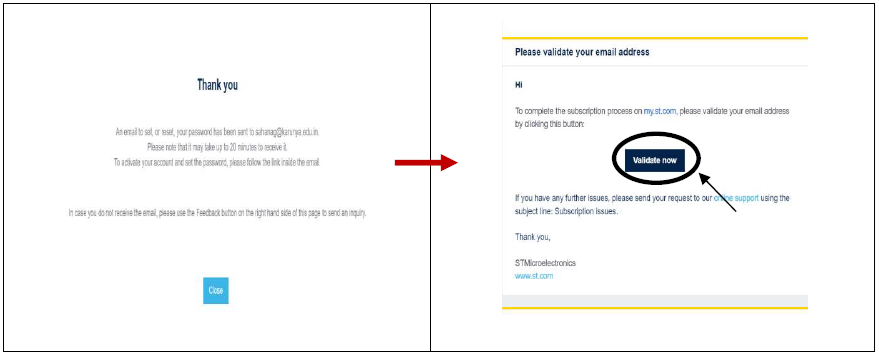 Thank you
An email to set, or reset, your password has been sent to sahanag@karunya.edu.in.
Please note that it may take up to 20 minutes to receive it.
To activate your account and set the password, please follow the link inside the email
In case you do not receive the email, please use the Feedback button on the right hand side of this page to send an inquiry.
Close
Please validate your email address
Hi
To complete the subscription process on my.st.com, please validate your email address
by clicking this button:
Validate now
If you have any further issues, please send your request to our online support using the
subject line: Subscription issues.
Thank you,
STMicroelectronics
www.st.com